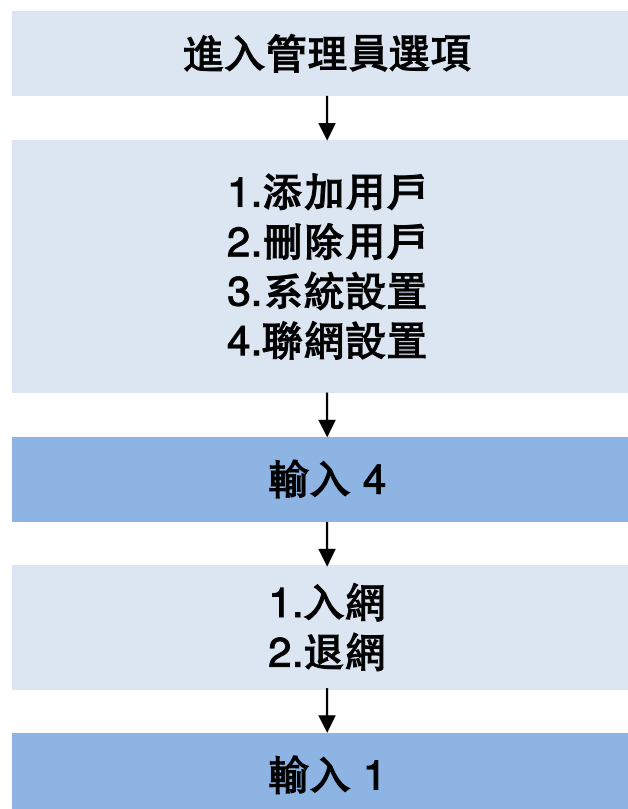 進入管理員選項
1.添加用戶
2.刪除用戶
3.系統設置
4.聯網設置
輸入 4
1.入網
2.退網
輸入 1